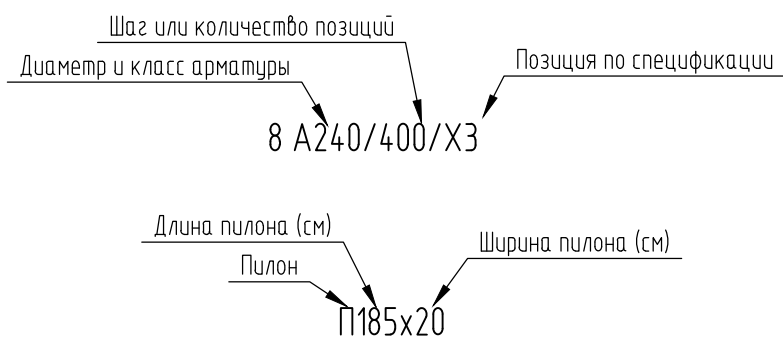 Шаг или количество позиций
Диаметр и класс арматуры
Позиция по спецификации
8 А240/400/Х3
Длина пилона (см)
Ширина пилона (см)
Пилон
П185х20